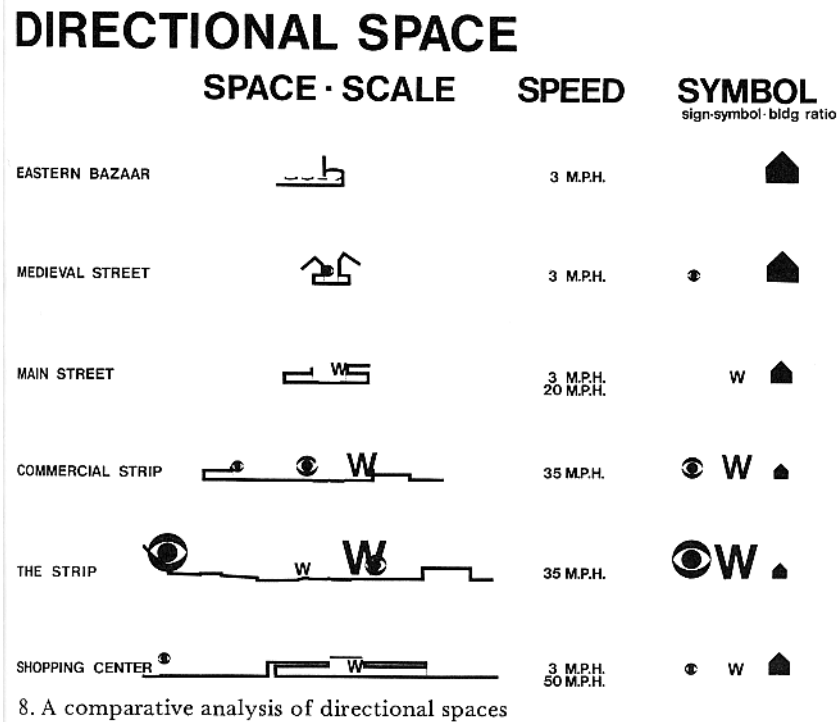 DIRECTIONAL SPACE
SPACE · SCALE SPEED SYMBOL
sign-symbol-bldg ratio
EASTERN BAZAAR 3 M.P.H.
MEDIEVAL STREET 3 M.P.H.
MAIN STREET W 3 M.P.H. W
20 M.P.H.
COMMERCIAL STRIP W 35 M.P.H. W
THE STRIP W W 35 M.P.H. W
SHOPPING CENTER W 3 M.P.H. W
50 M.P.H.
8. A comparative analysis of directional spaces